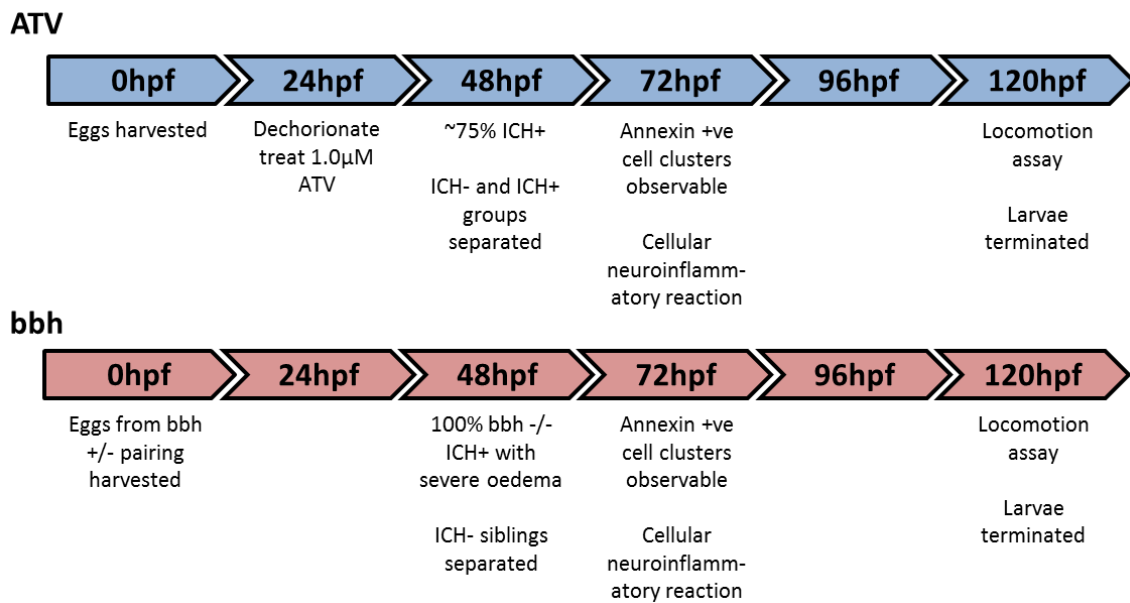 ATV
0hpf 24hpf 48hpf 72hpf 96hpf 120hpf
Eggs harvested
Dechorionate
treat 1.0µM
ATV
~75% ICH+
ICH- and ICH+
groups
separated
Annexin +ve
cell clusters
observable
Cellular
neuroinflamm-
atory reaction
Locomotion
assay
Larvae
terminated
bbh
0hpf 24hpf 48hpf 72hpf 96hpf 120hpf
Eggs from bbh
+/- pairing
harvested
100% bbh -/-
ICH+ with
severe oedema
ICH- siblings
separated
Annexin +ve
cell clusters
observable
Cellular
neuroinflamm-
atory reaction
Locomotion
assay
Larvae
terminated